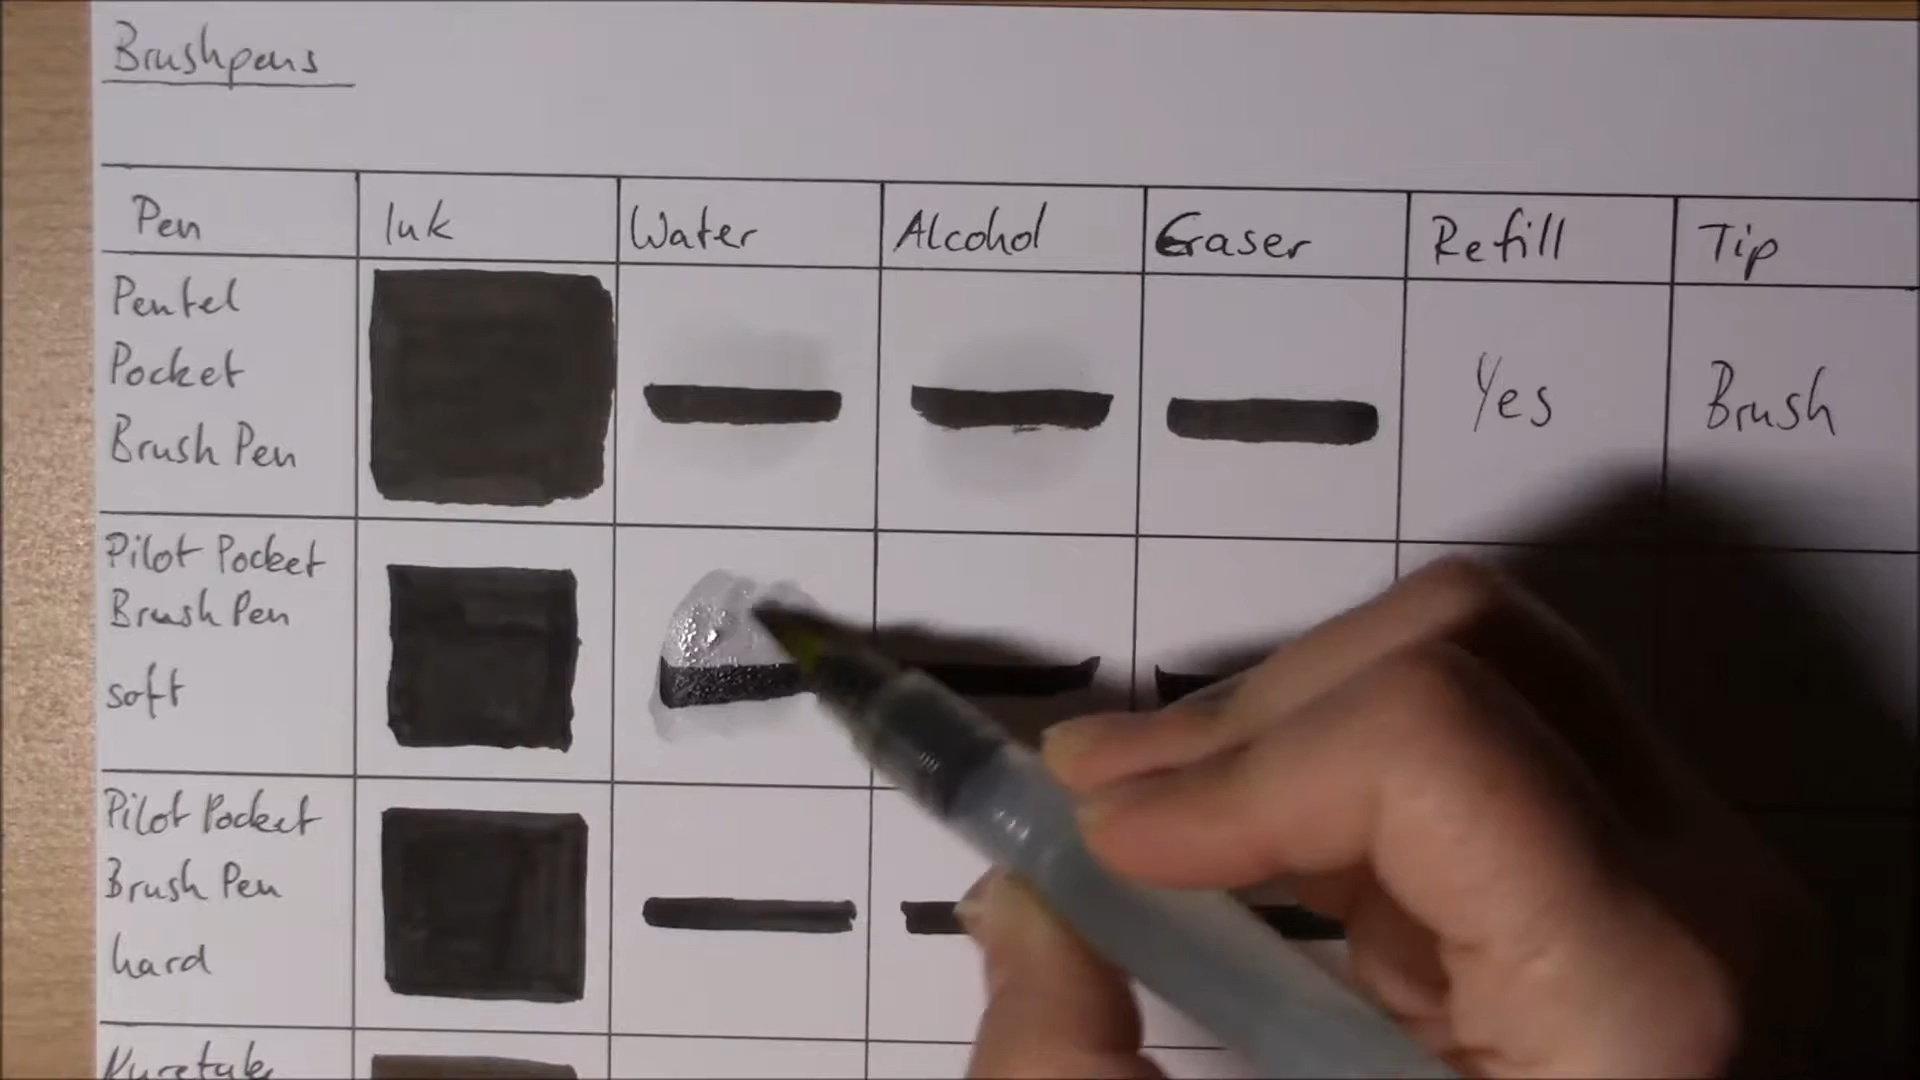 Brushpens
Pen Ink Water Alcohol Eraser Refill Tip
Pentel
Pocket
Brush Pen
Yes Brush
Pilot Pocket
Brush Pen
soft
Pilot Pocket
Brush Pen
hard